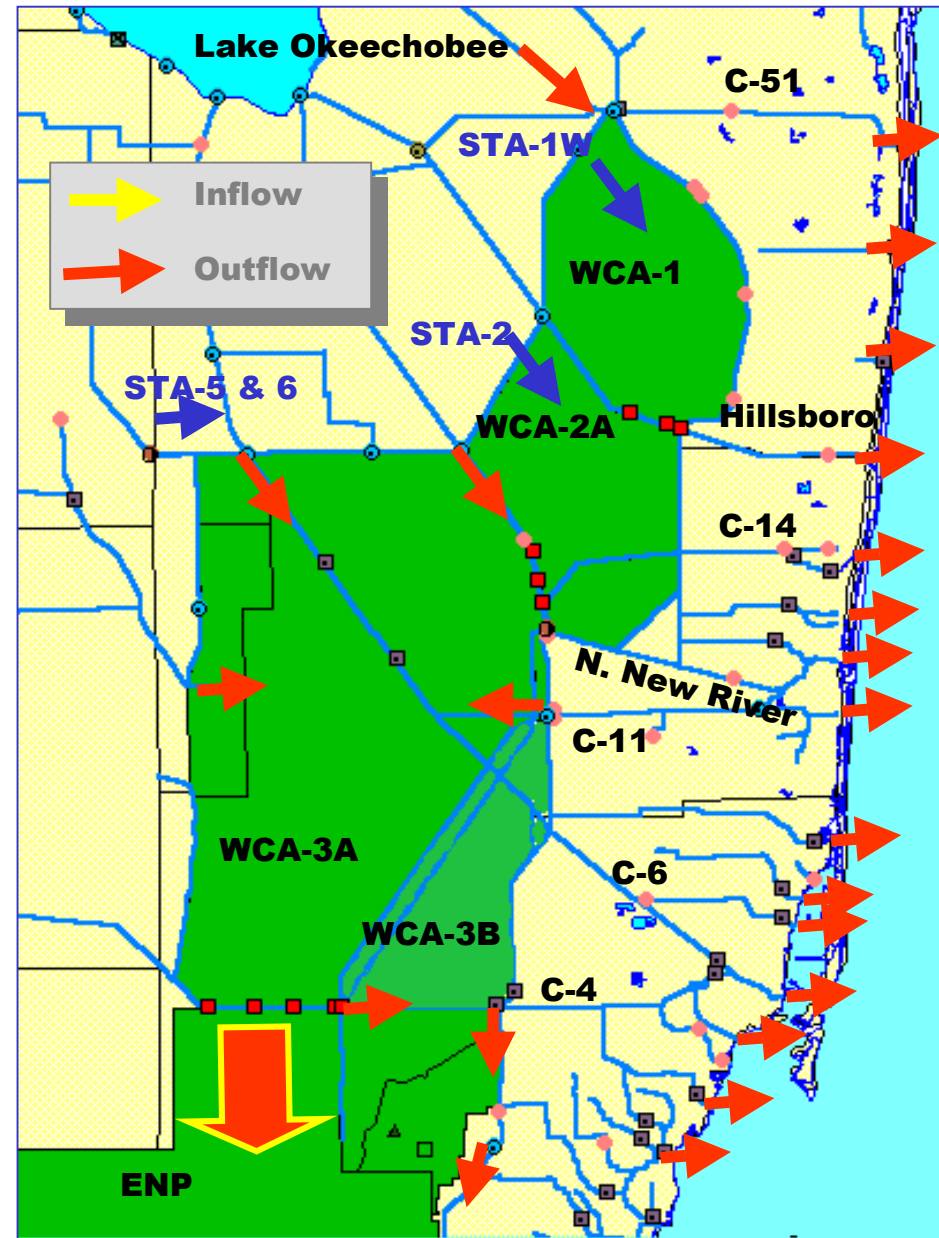 Lake Okeechobee
C-51
STA-1W
Inflow
Outflow
WCA-1
STA-2
STA-5 & 6
WCA-2A
Hillsboro
C-14
N. New River
C-11
WCA-3A
C-6
WCA-3B
C-4
ENP